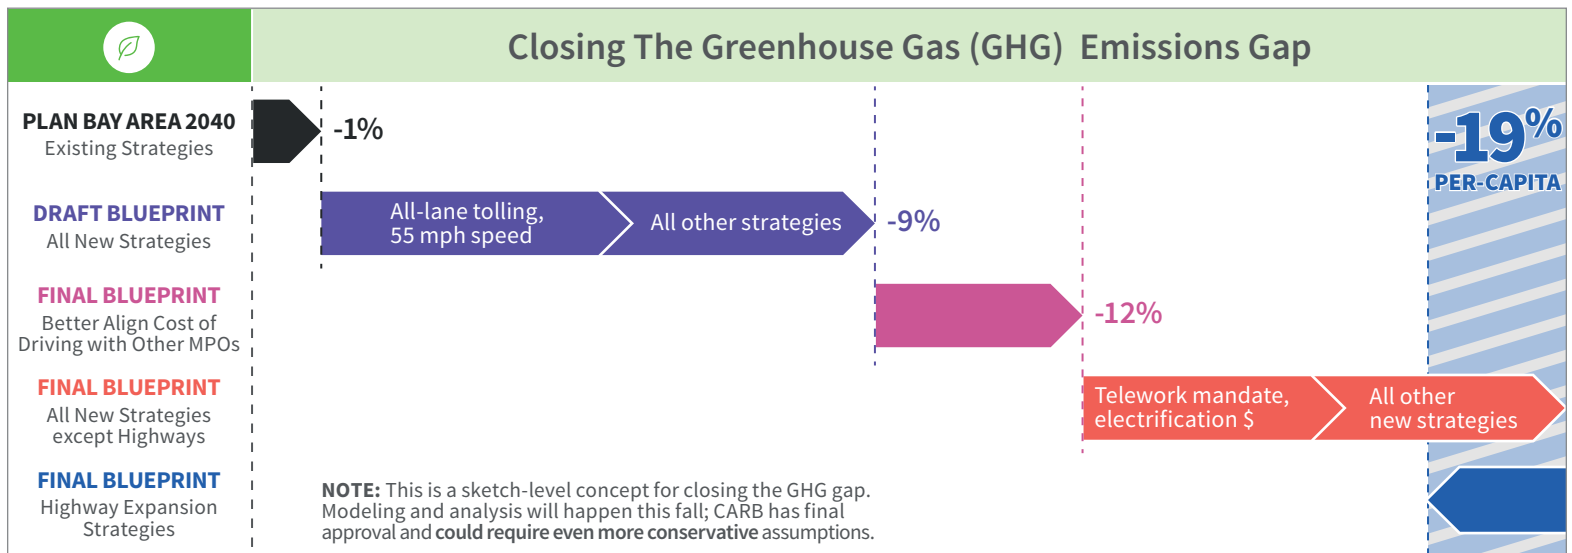 Closing The Greenhouse Gas (GHG) Emissions Gap
PLAN BAY AREA 2040
Existing Strategies
-1%
-19%
PER-CAPITA
DRAFT BLUEPRINT
All New Strategies
All-lane tolling,
55 mph speed
All other strategies
-9%
FINAL BLUEPRINT
Better Align Cost of
Driving with Other MPOs
-12%
FINAL BLUEPRINT
All New Strategies
except Highways
Telework mandate,
electrification $
All other
new strategies
FINAL BLUEPRINT
Highway Expansion
Strategies
NOTE: This is a sketch-level concept for closing the GHG gap.
Modeling and analysis will happen this fall; CARB has final
approval and could require even more conservative assumptions.